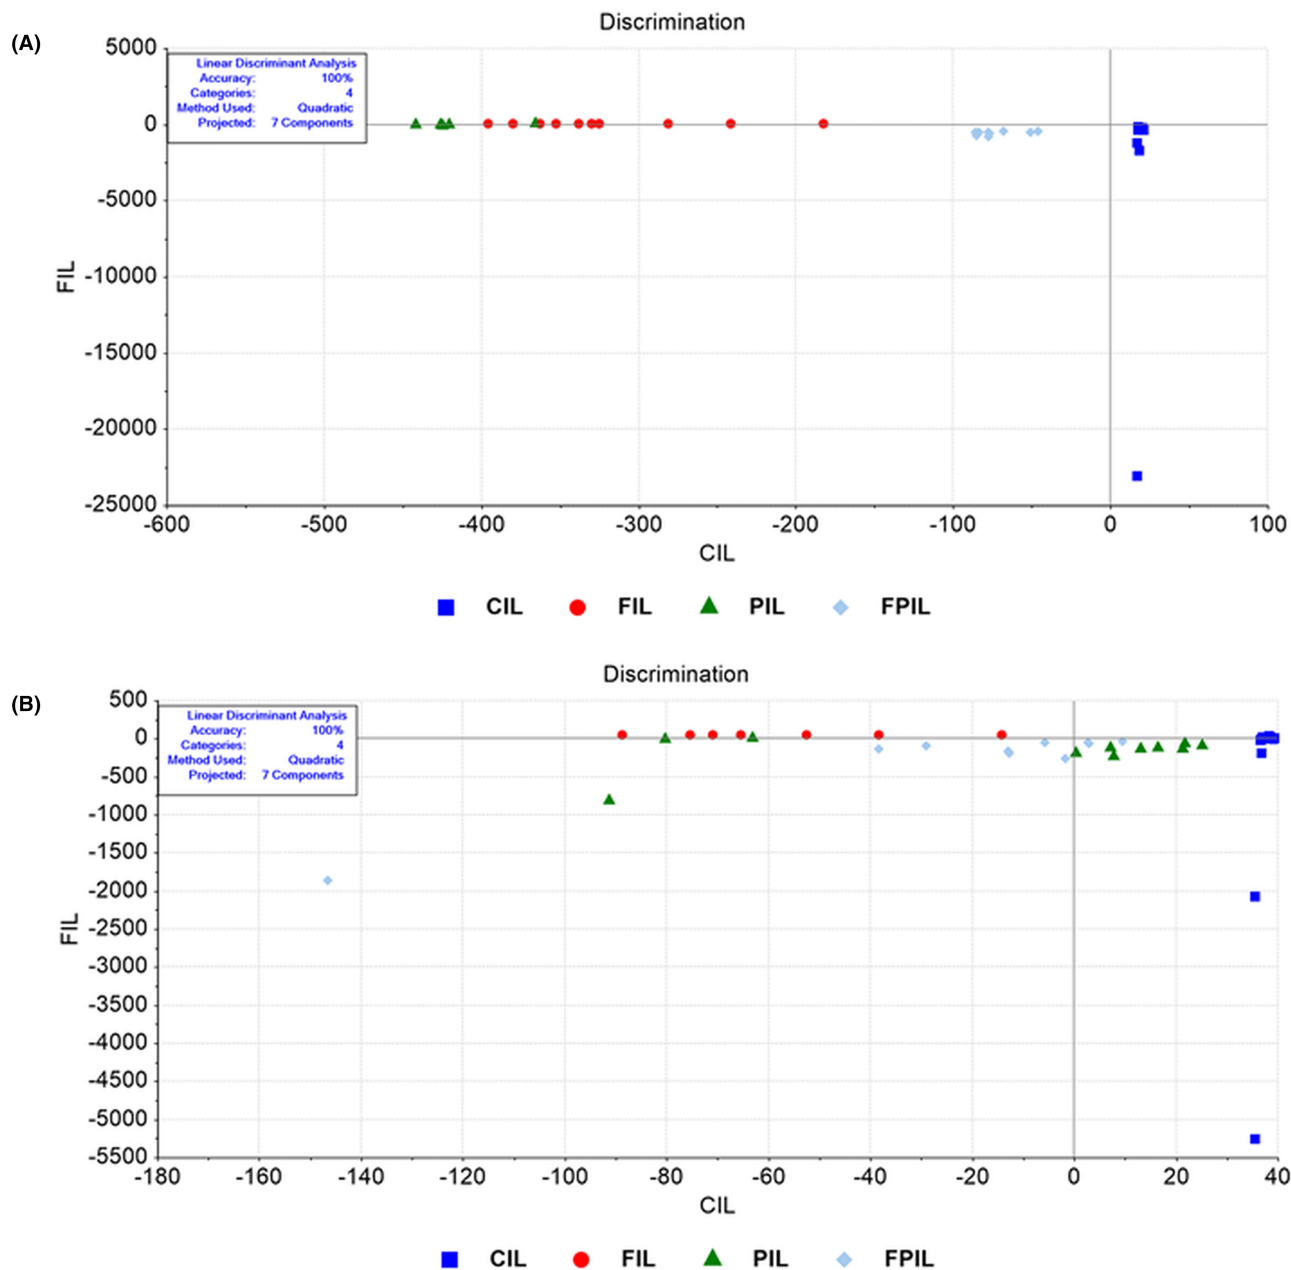 (A)
Discrimination
5000
0
-5000
-10000
-15000
-20000
-25000
FIL
Linear Discriminant Analysis
Accuracy: 100%
Categories: 4
Method Used: Quadratic
Projected: 7 Components
-600 -500 -400 -300 -200 -100 0 100
CIL
CIL FIL PIL FPIL
(B)
Discrimination
500
0
-500
-1000
-1500
-2000
-2500
-3000
-3500
-4000
-4500
-5000
-5500
FIL
Linear Discriminant Analysis
Accuracy: 100%
Categories: 4
Method Used: Quadratic
Projected: 7 Components
-180 -160 -140 -120 -100 -80 -60 -40 -20 0 20 40
CIL
CIL FIL PIL FPIL